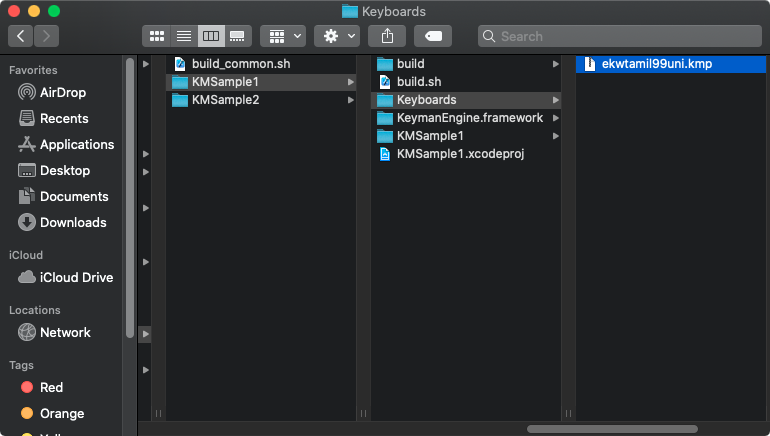 Keyboards
Search
Favorites
AirDrop
Recents
Applications
Desktop
Documents
Downloads
iCloud
iCloud Drive
Locations
Network
Tags
Red
Orange
build_common.sh
KMSample1
KMSample2
build
build.sh
Keyboards
KeymanEngine.framework
KMSample1
KMSample1.xcodeproj
ekwtamil99uni.kmp